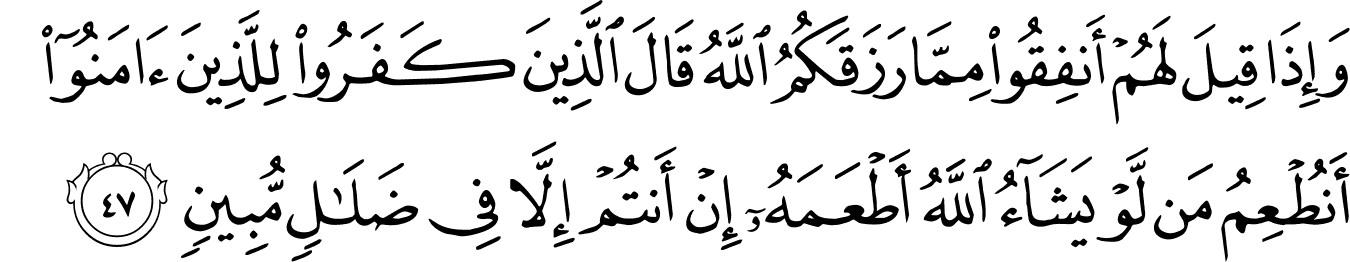 وَإِذَا قِيلَ لَهُمۡ أَنفِقُواْ مِمَّا رَزَقَكُمُ ٱللَّهُ قَالَ ٱلَّذِينَ كَفَرُواْ لِلَّذِينَ ءَامَنُوٓاْ
أَنُطۡعِمُ مَن لَّوۡ يَشَآءُ ٱللَّهُ أَطۡعَمَهُۥٓ إِنۡ أَنتُمۡ إِلَّا فِي ضَلَٰلٖ مُّبِينٖ ٤٧